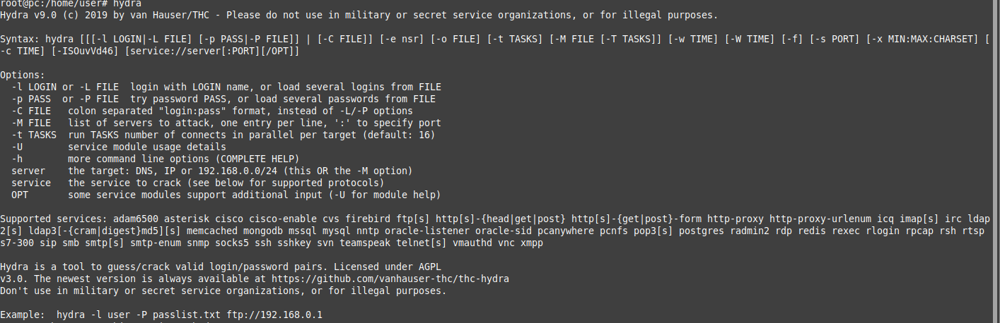 root@pc:/home/user# hydra
Hydra v9.0 (c) 2019 by van Hauser/THC - Please do not use in military or secret service organizations, or for illegal purposes.

Syntax: hydra [[[-l LOGIN|-L FILE] [-p PASS|-P FILE]] | [-C FILE]] [-e nsr] [-o FILE] [-t TASKS] [-M FILE [-T TASKS]] [-w TIME] [-W TIME] [-f] [-s PORT] [-x MIN:MAX:CHARSET] [
-c TIME] [-ISOuvVd46] [service://server[:PORT][/OPT]]

Options:
  -l LOGIN or -L FILE  login with LOGIN name, or load several logins from FILE
  -p PASS  or -P FILE  try password PASS, or load several passwords from FILE
  -C FILE   colon separated "login:pass" format, instead of -L/-P options
  -M FILE   list of servers to attack, one entry per line, ':' to specify port
  -t TASKS  run TASKS number of connects in parallel per target (default: 16)
  -U        service module usage details
  -h        more command line options (COMPLETE HELP)
  server    the target: DNS, IP or 192.168.0.0/24 (this OR the -M option)
  service   the service to crack (see below for supported protocols)
  OPT       some service modules support additional input (-U for module help)

Supported services: adam6500 asterisk cisco cisco-enable cvs firebird ftp[s] http[s]-{head|get|post} http[s]-{get|post}-form http-proxy http-proxy-urlenum icq imap[s] irc ldap
2[s] ldap3[-{cram|digest}md5][s] memcached mongodb mssql mysql nntp oracle-listener oracle-sid pcanywhere pcnfs pop3[s] postgres radmin2 rdp redis rexec rlogin rpcap rsh rtsp
s7-300 sip smb smtp[s] smtp-enum snmp socks5 ssh sshkey svn teamspeak telnet[s] vmauthd vnc xmpp

Hydra is a tool to guess/crack valid login/password pairs. Licensed under AGPL
v3.0. The newest version is always available at https://github.com/vanhauser-thc/thc-hydra
Don't use in military or secret service organizations, or for illegal purposes.

Example:  hydra -l user -P passlist.txt ftp://192.168.0.1